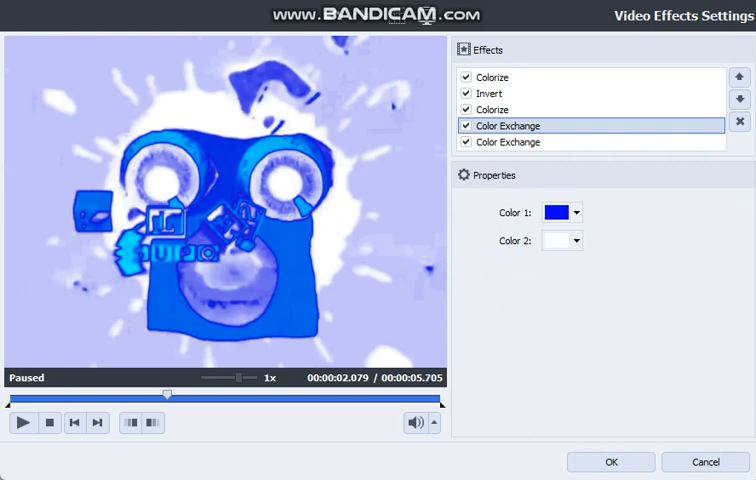 www.BANDICAM.com
Video Effects Settings
Effects
Colorize
Invert
Colorize
Color Exchange
Color Exchange
Properties
Color 1:
Color 2:
UPO
Paused
1x
00:00:02.079 / 00:00:05.705
OK
Cancel